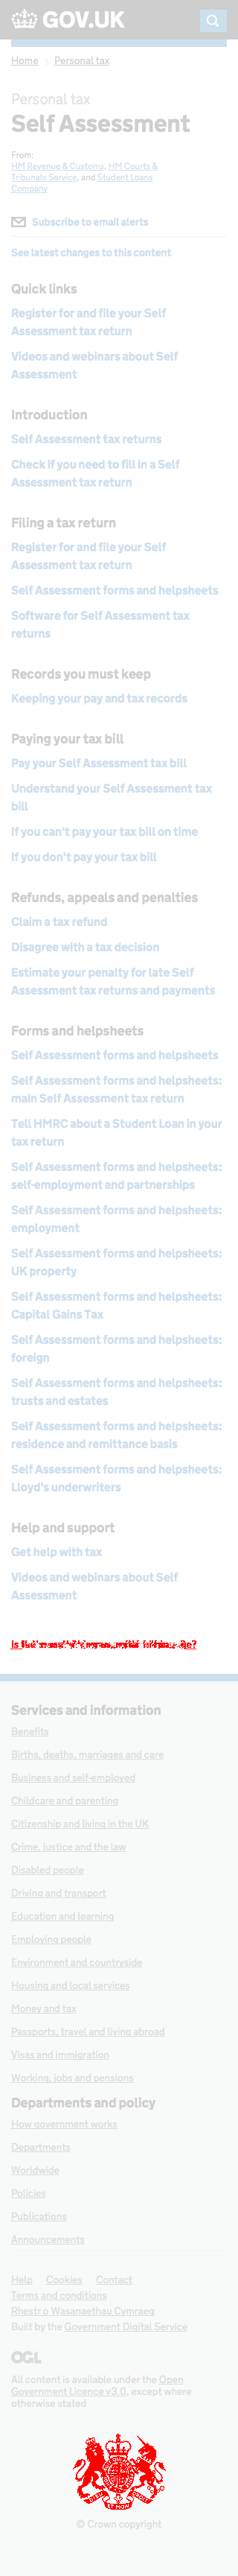 GOV.UK
Home
Personal tax
Personal tax
Self Assessment
From:
HM Revenue & Customs, HM Courts &
Tribunals Service, and Student Loans
Company
Subscribe to email alerts
See latest changes to this content
Quick links
Register for and file your Self
Assessment tax return
Videos and webinars about Self
Assessment
Introduction
Self Assessment tax returns
Check if you need to fill in a Self
Assessment tax return
Filing a tax return
Register for and file your Self
Assessment tax return
Self Assessment forms and helpsheets
Software for Self Assessment tax
returns
Records you must keep
Keeping your pay and tax records
Paying your tax bill
Pay your Self Assessment tax bill
Understand your Self Assessment tax
bill
If you can't pay your tax bill on time
If you don't pay your tax bill
Refunds, appeals and penalties
Claim a tax refund
Disagree with a tax decision
Estimate your penalty for late Self
Assessment tax returns and payments
Forms and helpsheets
Self Assessment forms and helpsheets
Self Assessment forms and helpsheets:
main Self Assessment tax return
Tell HMRC about a Student Loan in your
tax return
Self Assessment forms and helpsheets:
self-employment and partnerships
Self Assessment forms and helpsheets:
employment
Self Assessment forms and helpsheets:
UK property
Self Assessment forms and helpsheets:
Capital Gains Tax
Self Assessment forms and helpsheets:
foreign
Self Assessment forms and helpsheets:
trusts and estates
Self Assessment forms and helpsheets:
residence and remittance basis
Self Assessment forms and helpsheets:
Lloyd's underwriters
Help and support
Get help with tax
Videos and webinars about Self
Assessment
Services and information
Benefits
Births, deaths, marriages and care
Business and self-employed
Childcare and parenting
Citizenship and living in the UK
Crime, justice and the law
Disabled people
Driving and transport
Education and learning
Employing people
Environment and countryside
Housing and local services
Money and tax
Passports, travel and living abroad
Visas and immigration
Working, jobs and pensions
Departments and policy
How government works
Departments
Worldwide
Policies
Publications
Announcements
Help Cookies Contact
Terms and conditions
Rhestr o Wasanaethau Cymraeg
Built by the Government Digital Service
OGL
All content is available under the Open
Government Licence v3.0, except where
otherwise stated
© Crown copyright